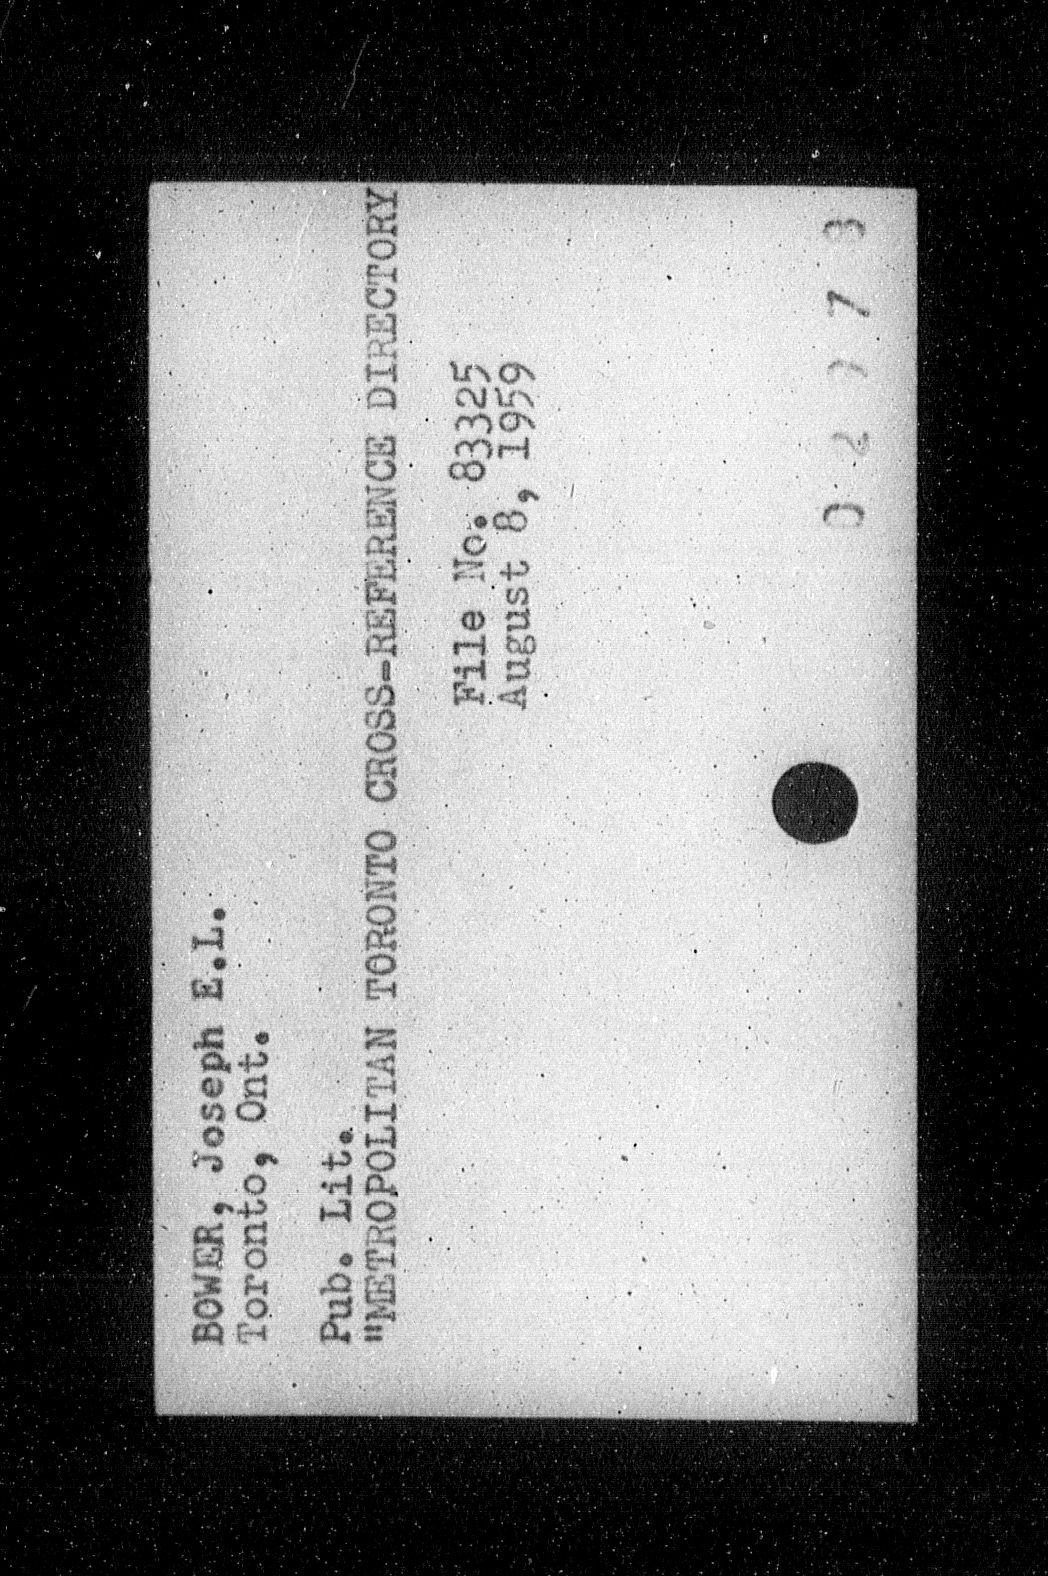 BOWER, Joseph E.L.
Toronto, Ont.
Pub. Lit.
"METROPOLITAN TORONTO CROSS-REFERENCE DIRECTORY
File No. 83325
August 8, 1959